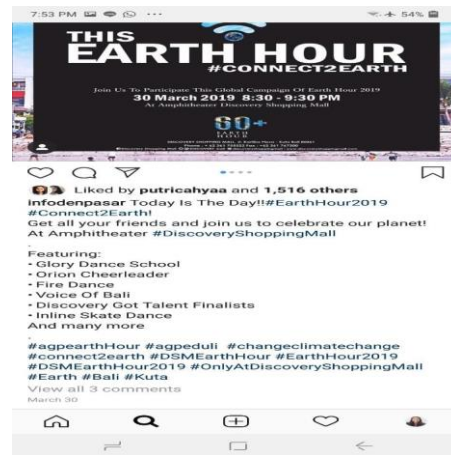 7:53 PM
54%
THIS
EARTH HOUR
#CONNECT2EARTH
Join Us To Participate This Global Campaign Of Earth Hour 2019
30 March 2019 8:30 - 9:30 PM
At Amphitheater Discovery Shopping Mall
60+
EARTH
Liked by putricahyaa and 1,516 others
infodenpasar Today Is The Day!!#EarthHour2019
#Connect2Earth!
Get all your friends and join us to celebrate our planet!
At Amphitheater #DiscoveryShoppingMall
.
Featuring:
• Glory Dance School
• Orion Cheerleader
• Fire Dance
• Voice Of Bali
• Discovery Got Talent Finalists
• Inline Skate Dance
And many more
.
#agpearthHour #agpeduli #changeclimatechange
#connect2earth #DSMEarthHour #EarthHour2019
#DSMEarthHour2019 #OnlyAtDiscoveryShoppingMall
#Earth #Bali #Kuta
View all 3 comments
March 30